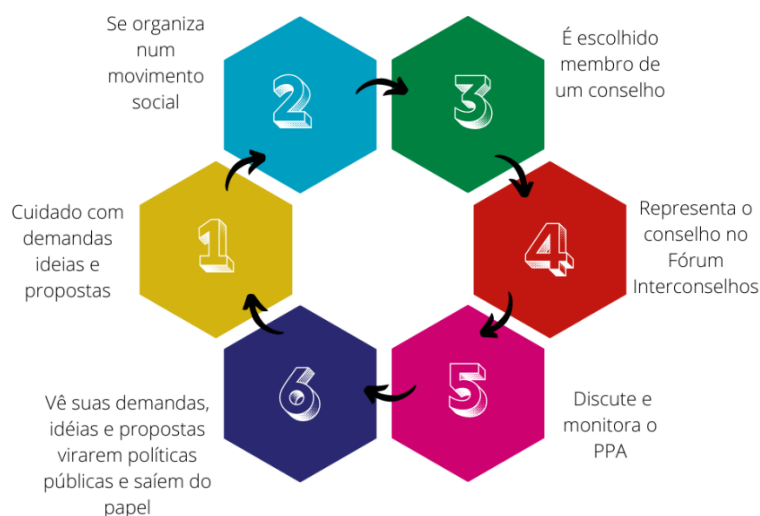 1
Cuidado com
demandas
ideias e
propostas
2
Se organiza
num
movimento
social
3
É escolhido
membro de
um conselho
4
Representa o
conselho no
Fórum
Interconselhos
5
Discute e
monitora o
PPA
6
Vê suas demandas,
idéias e propostas
virarem políticas
públicas e saíem do
papel